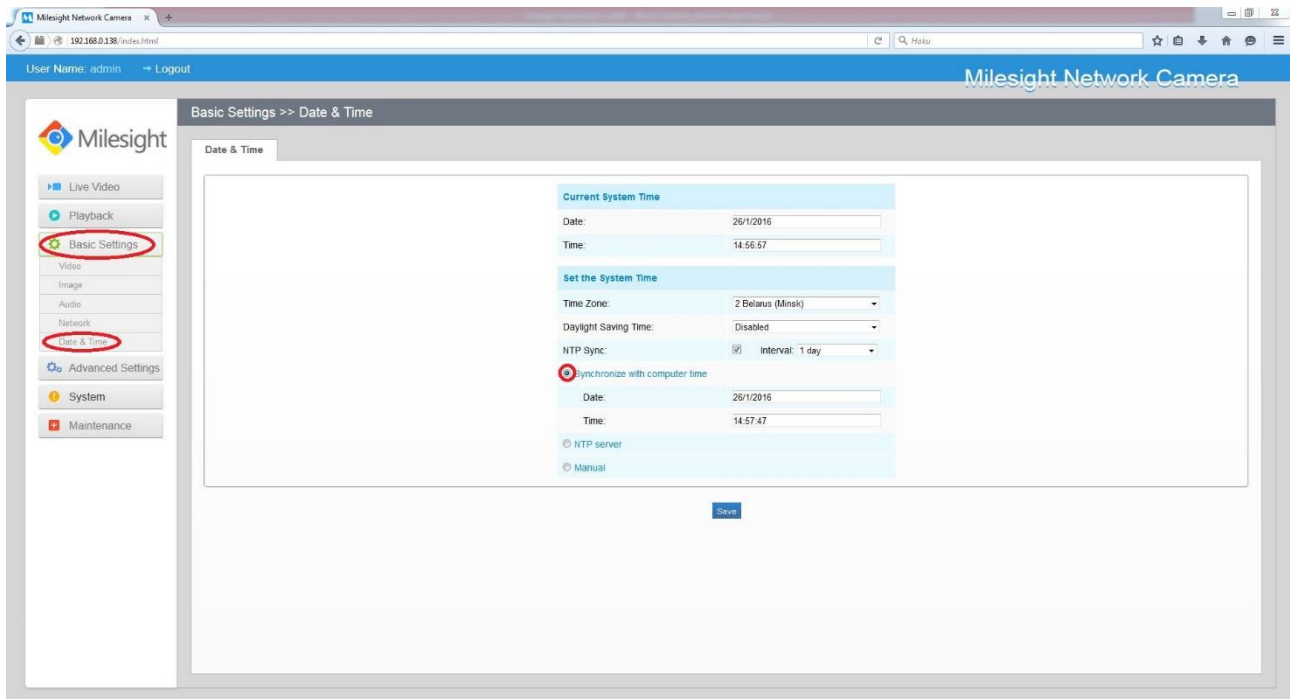 Milesight Network Camera
192.168.0.138/index.html
Haku
User Name: admin → Logout
Milesight Network Camera
Milesight
Basic Settings >> Date & Time
Date & Time
Live Video
Playback
Basic Settings
Video
Image
Audio
Network
Date & Time
Advanced Settings
System
Maintenance
Current System Time
Date: 26/1/2016
Time: 14:56:57
Set the System Time
Time Zone: 2 Belarus (Minsk)
Daylight Saving Time: Disabled
NTP Sync: Interval: 1 day
Synchronize with computer time
Date: 26/1/2016
Time: 14:57:47
NTP server
Manual
Save